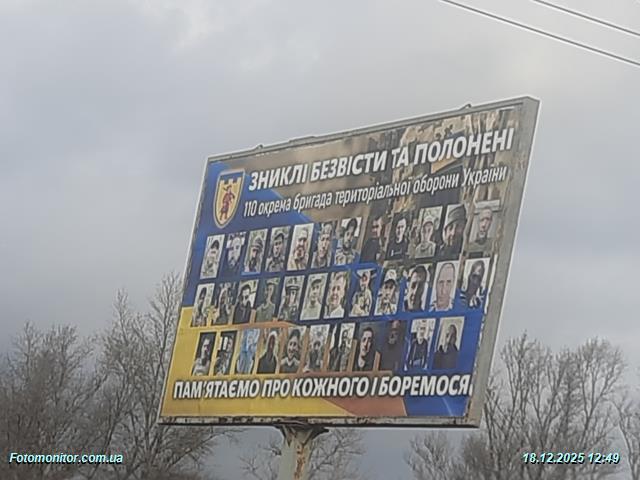 ЗНИКЛІ БЕЗВІСТИ ТА ПОЛОНЕНІ
110 окрема бригада територіальної оборони України
ПАМ'ЯТАЄМО ПРО КОЖНОГО І БОРЕМОСЯ
Fotomonitor.com.ua
18.12.2025 12:49